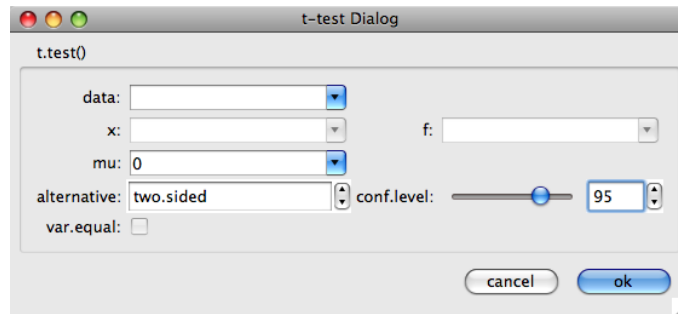 t-test Dialog
t.test()
data:
x: f:
mu: 0
alternative: two.sided conf.level: 95
var.equal:
cancel ok